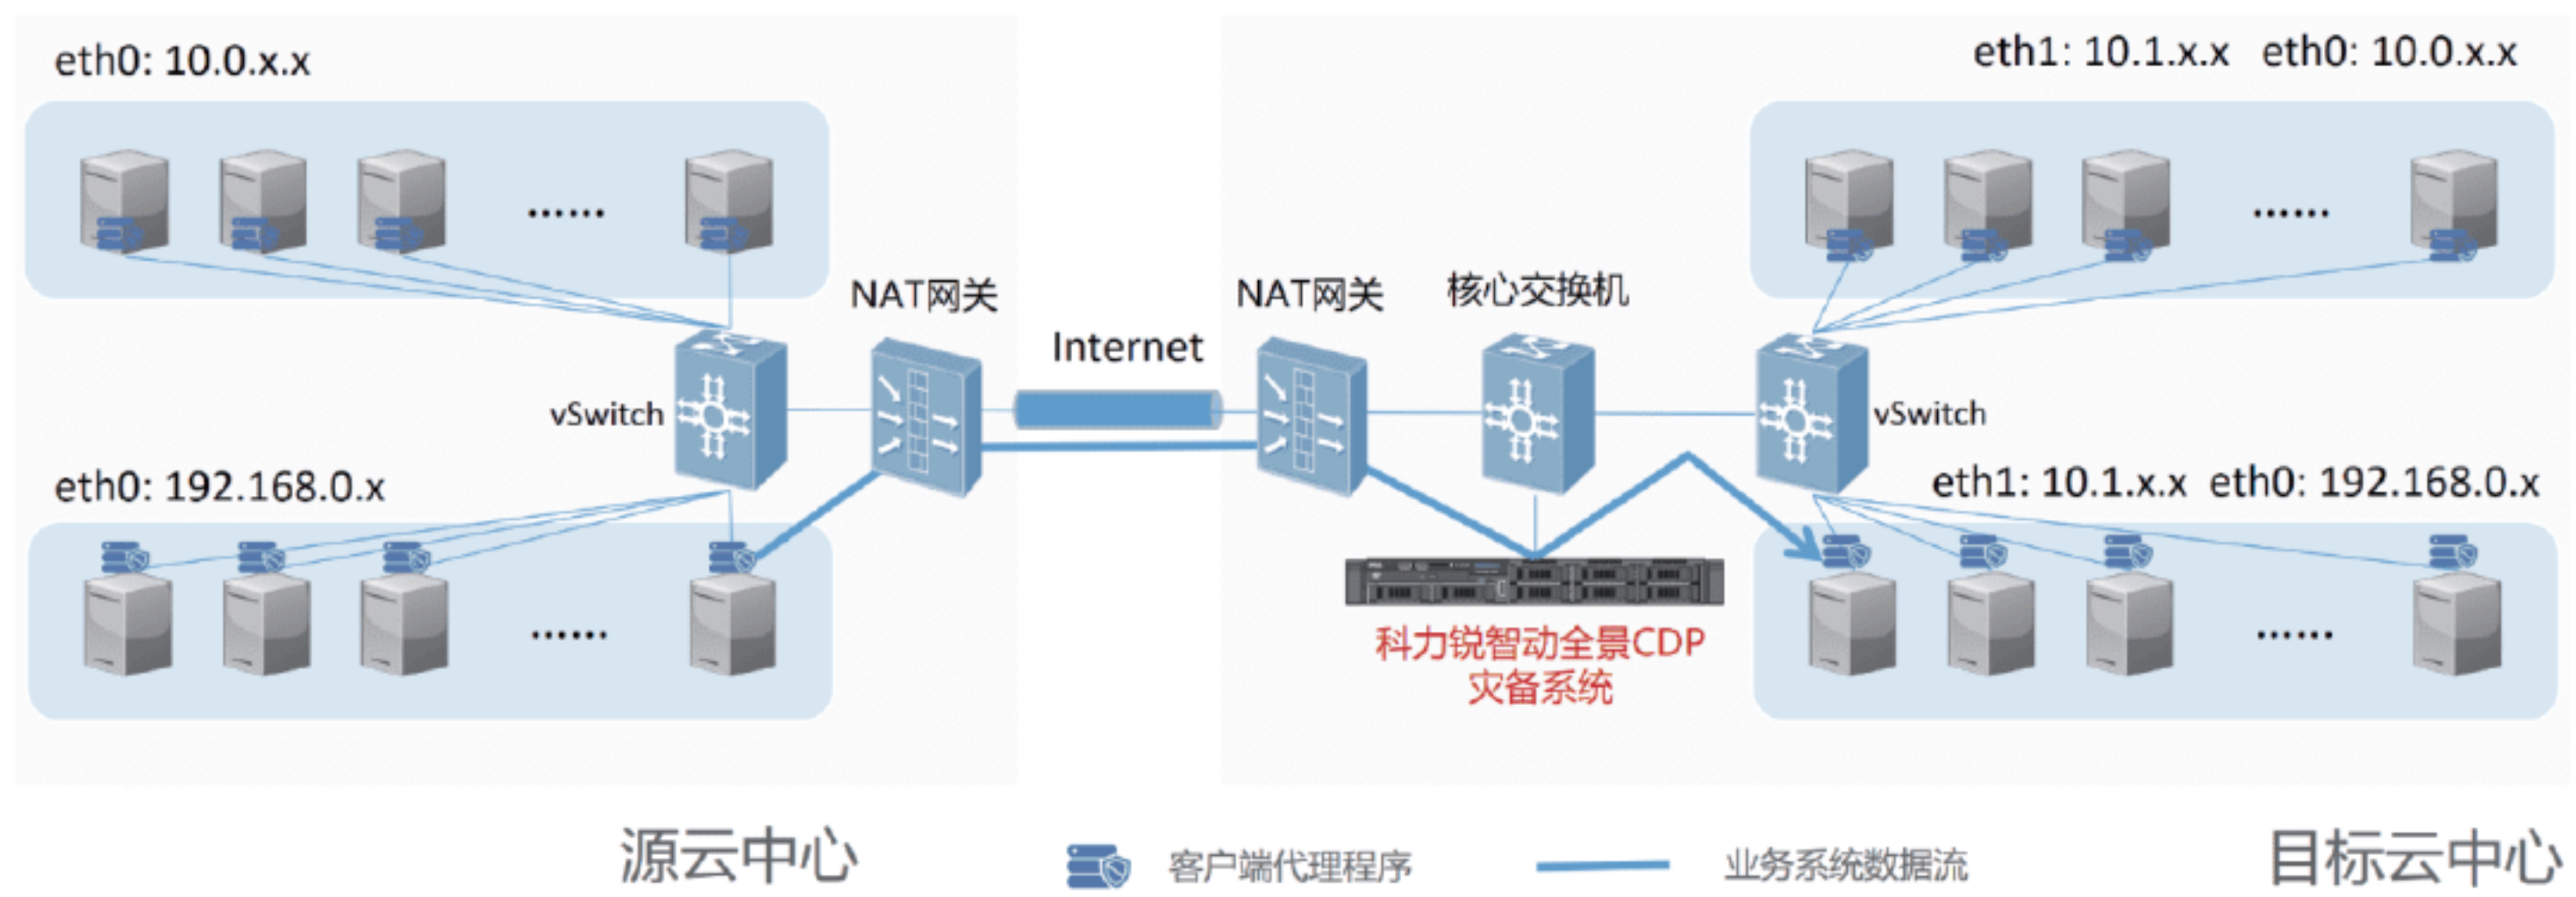 eth0: 10.0.x.x
eth1: 10.1.x.x eth0: 10.0.x.x
......
......
NAT网关
NAT网关
核心交换机
Internet
vSwitch
vSwitch
eth0: 192.168.0.x
eth1: 10.1.x.x eth0: 192.168.0.x
......
......
科力锐智动全景CDP
灾备系统
源云中心
客户端代理程序
业务系统数据流
目标云中心